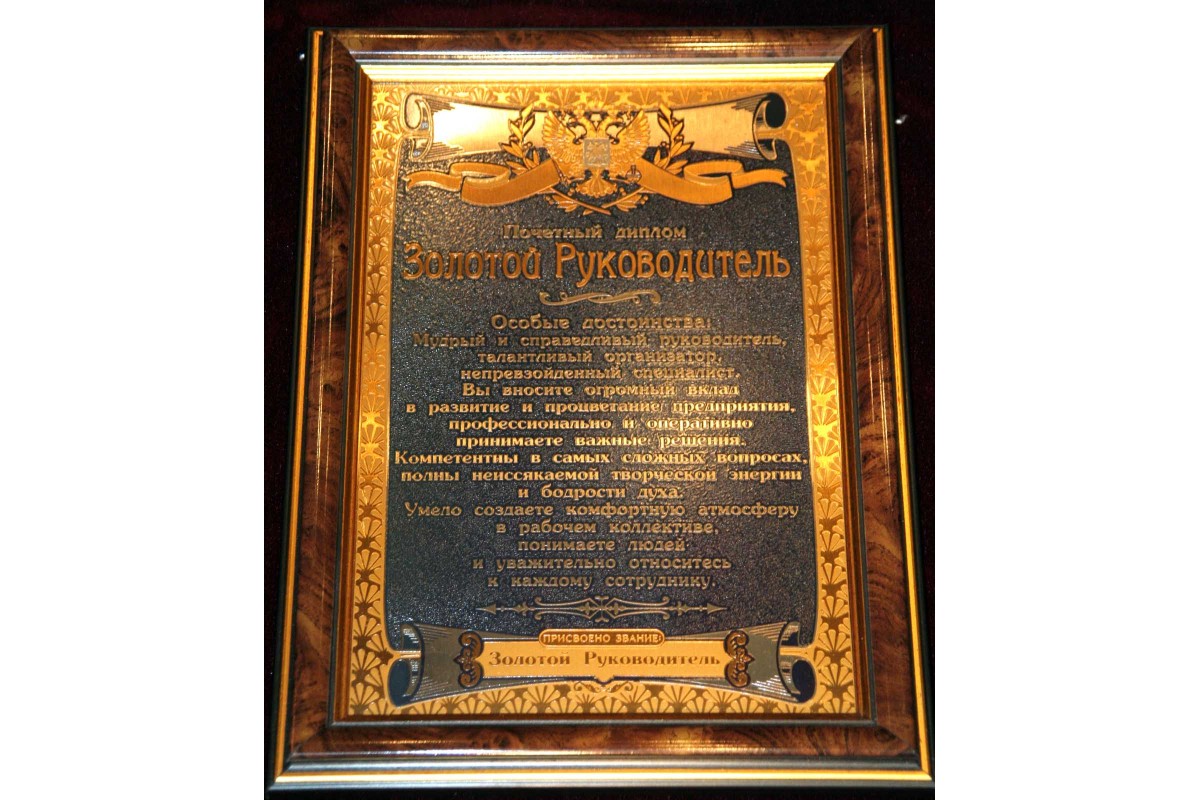 Почетный диплом
Золотой Руководитель
Особые достоинства:
Мудрый и справедливый руководитель,
талантливый организатор,
непревзойденный специалист.
Вы вносите огромный вклад
в развитие и процветание предприятия,
профессионально и оперативно
принимаете важные решения.
Компетентны в самых сложных вопросах,
полны неиссякаемой творческой энергии
и бодрости духа.
Умело создаете комфортную атмосферу
в рабочем коллективе,
понимаете людей
и уважительно относитесь
к каждому сотруднику.
ПРИСВОЕНО ЗВАНИЕ:
Золотой Руководитель